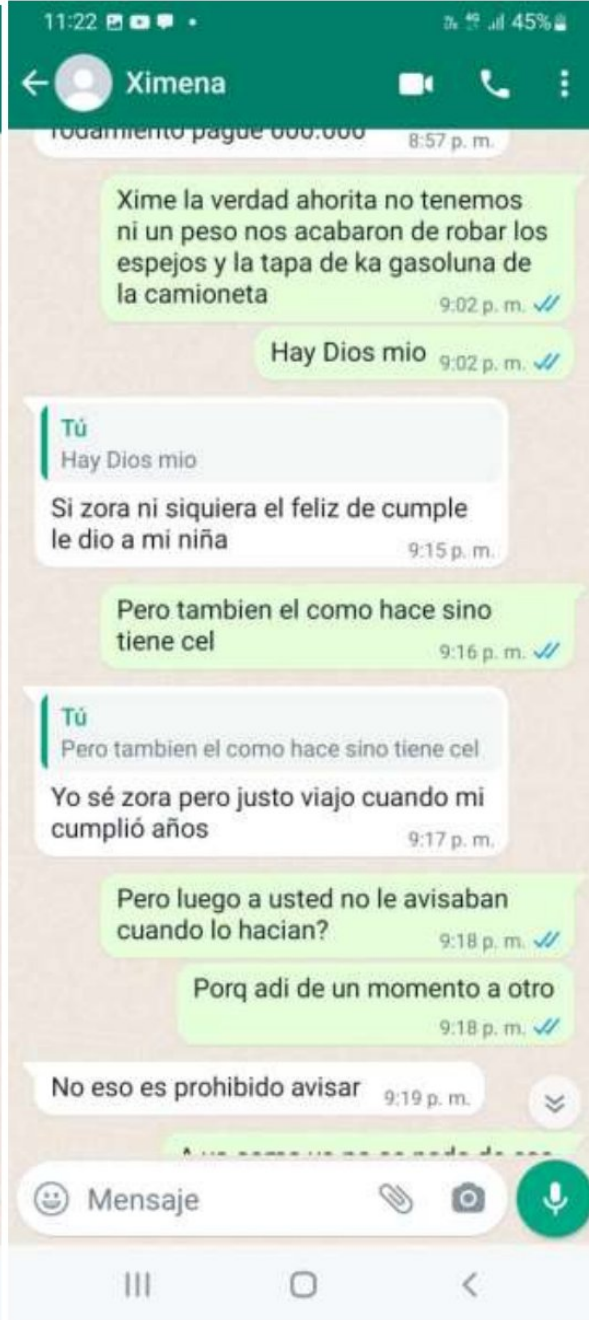 11:22
45%
Ximena
rodamiento pague
8:57 p. m.
Xime la verdad ahorita no tenemos
ni un peso nos acabaron de robar los
espejos y la tapa de ka gasoluna de
la camioneta
9:02 p. m.
Hay Dios mio 9:02 p. m.
Tú
Hay Dios mio
Si zora ni siquiera el feliz de cumple
le dio a mi niña
9:15 p. m.
Pero tambien el como hace sino
tiene cel
9:16 p. m.
Tú
Pero tambien el como hace sino tiene cel
Yo sé zora pero justo viajo cuando mi
cumplió años
9:17 p. m.
Pero luego a usted no le avisaban
cuando lo hacian?
9:18 p. m.
Porq adi de un momento a otro
9:18 p. m.
No eso es prohibido avisar 9:19 p. m.
Mensaje